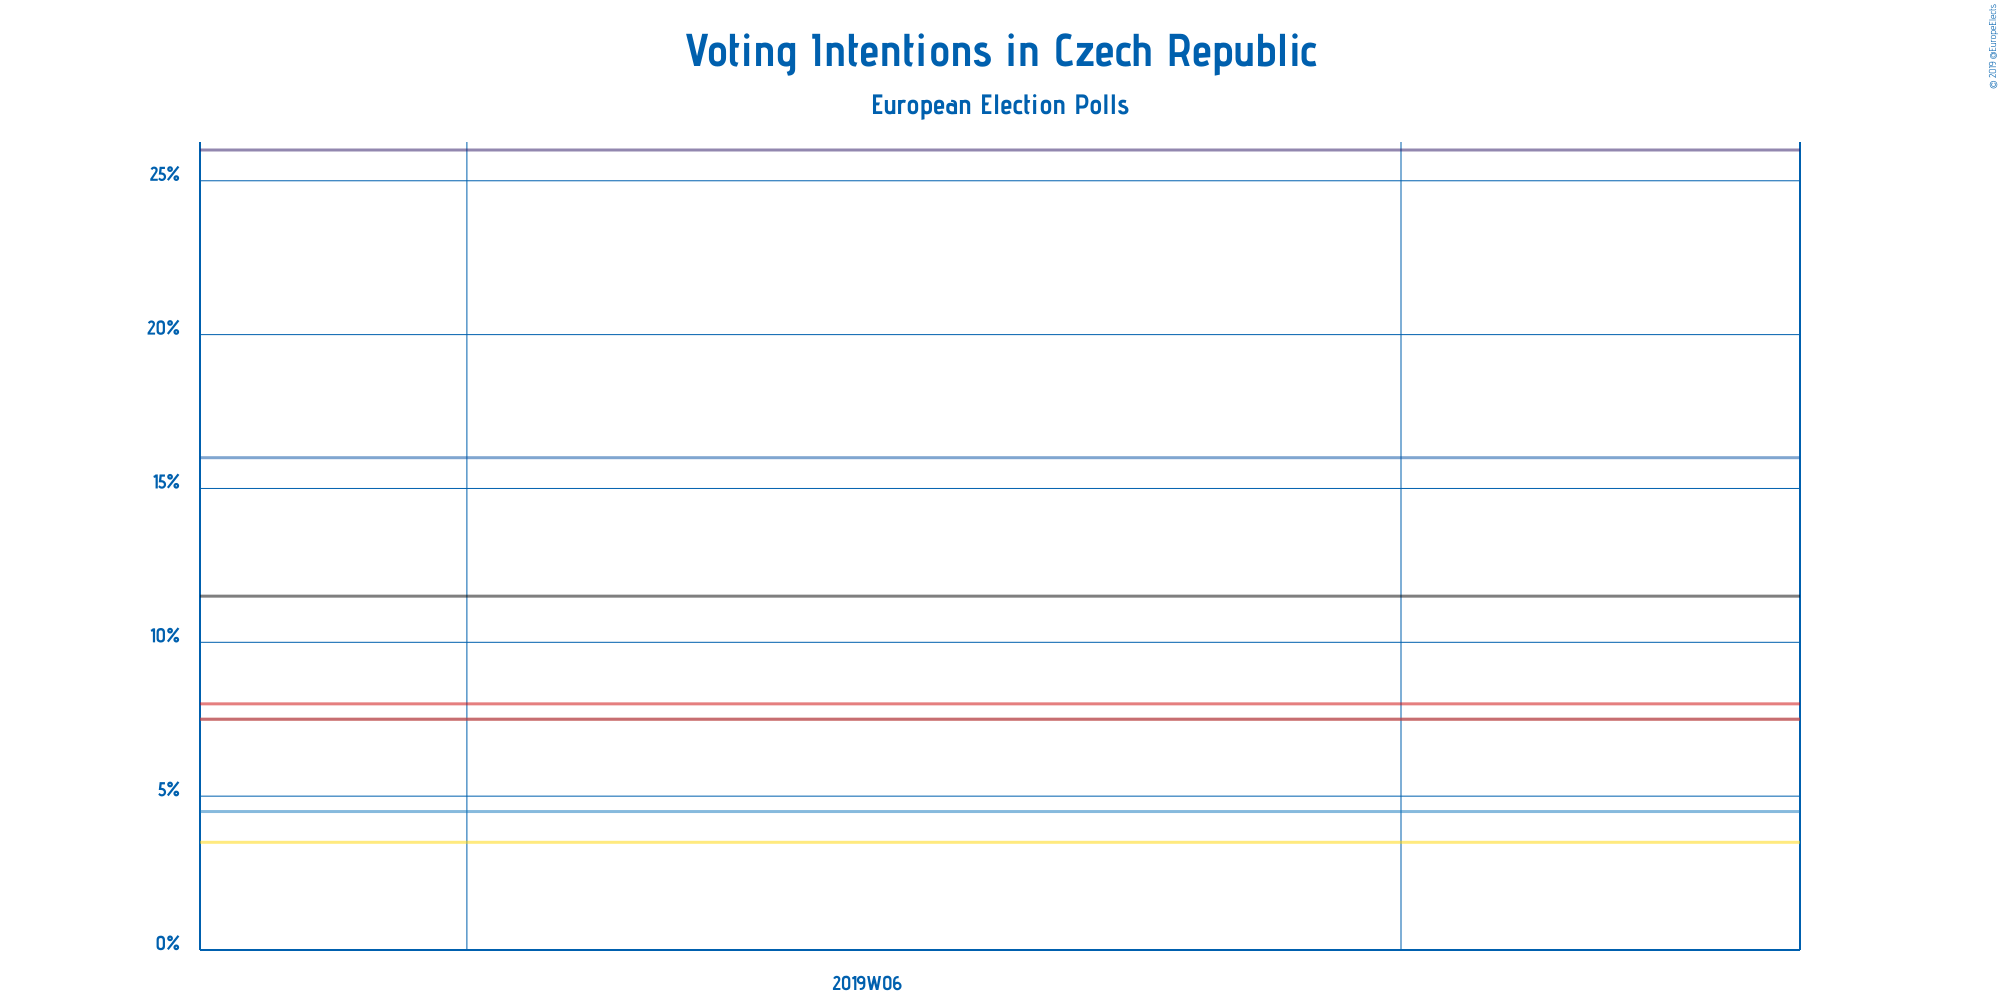 Voting Intentions in Czech Republic
European Election Polls
© 2019 @EuropeElects
25%
20%
15%
10%
5%
0%
2019W06